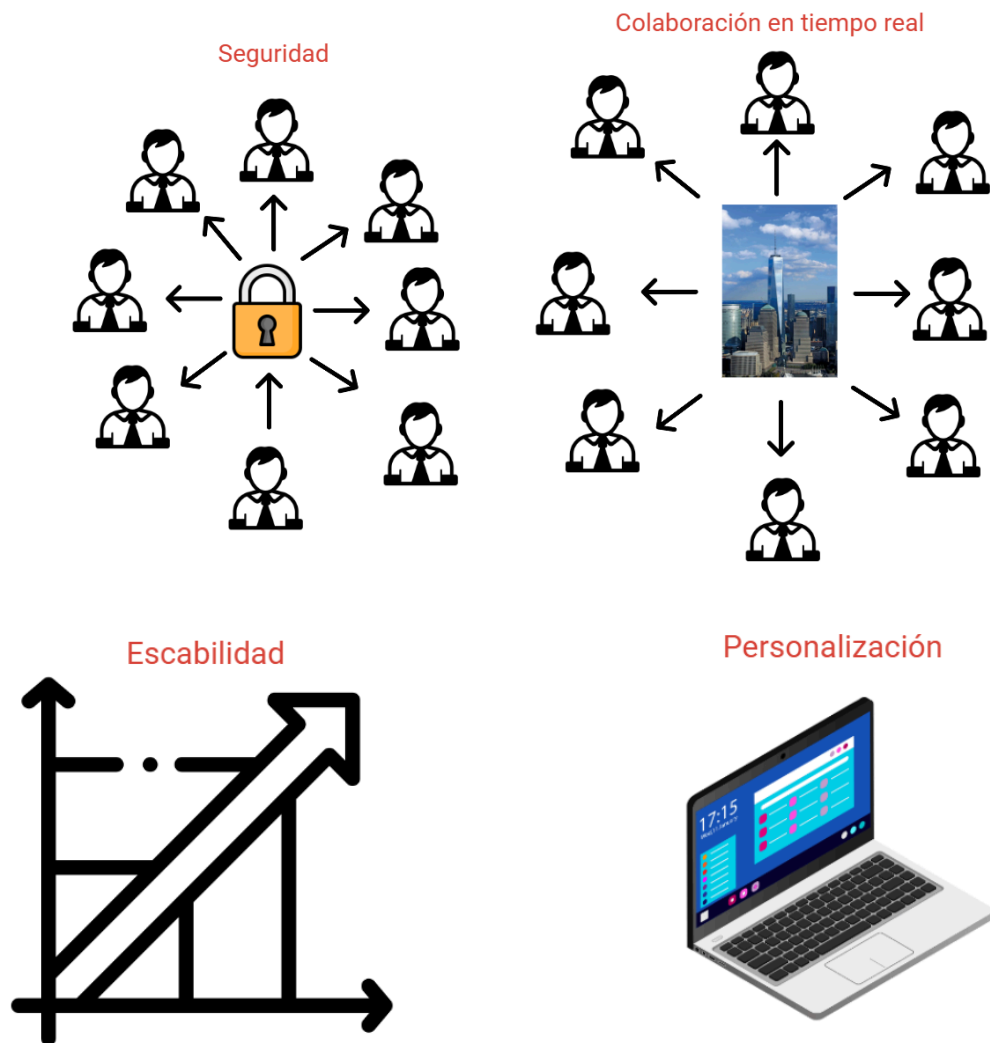 Seguridad
Colaboración en tiempo real
Escabilidad
Personalización
17:15